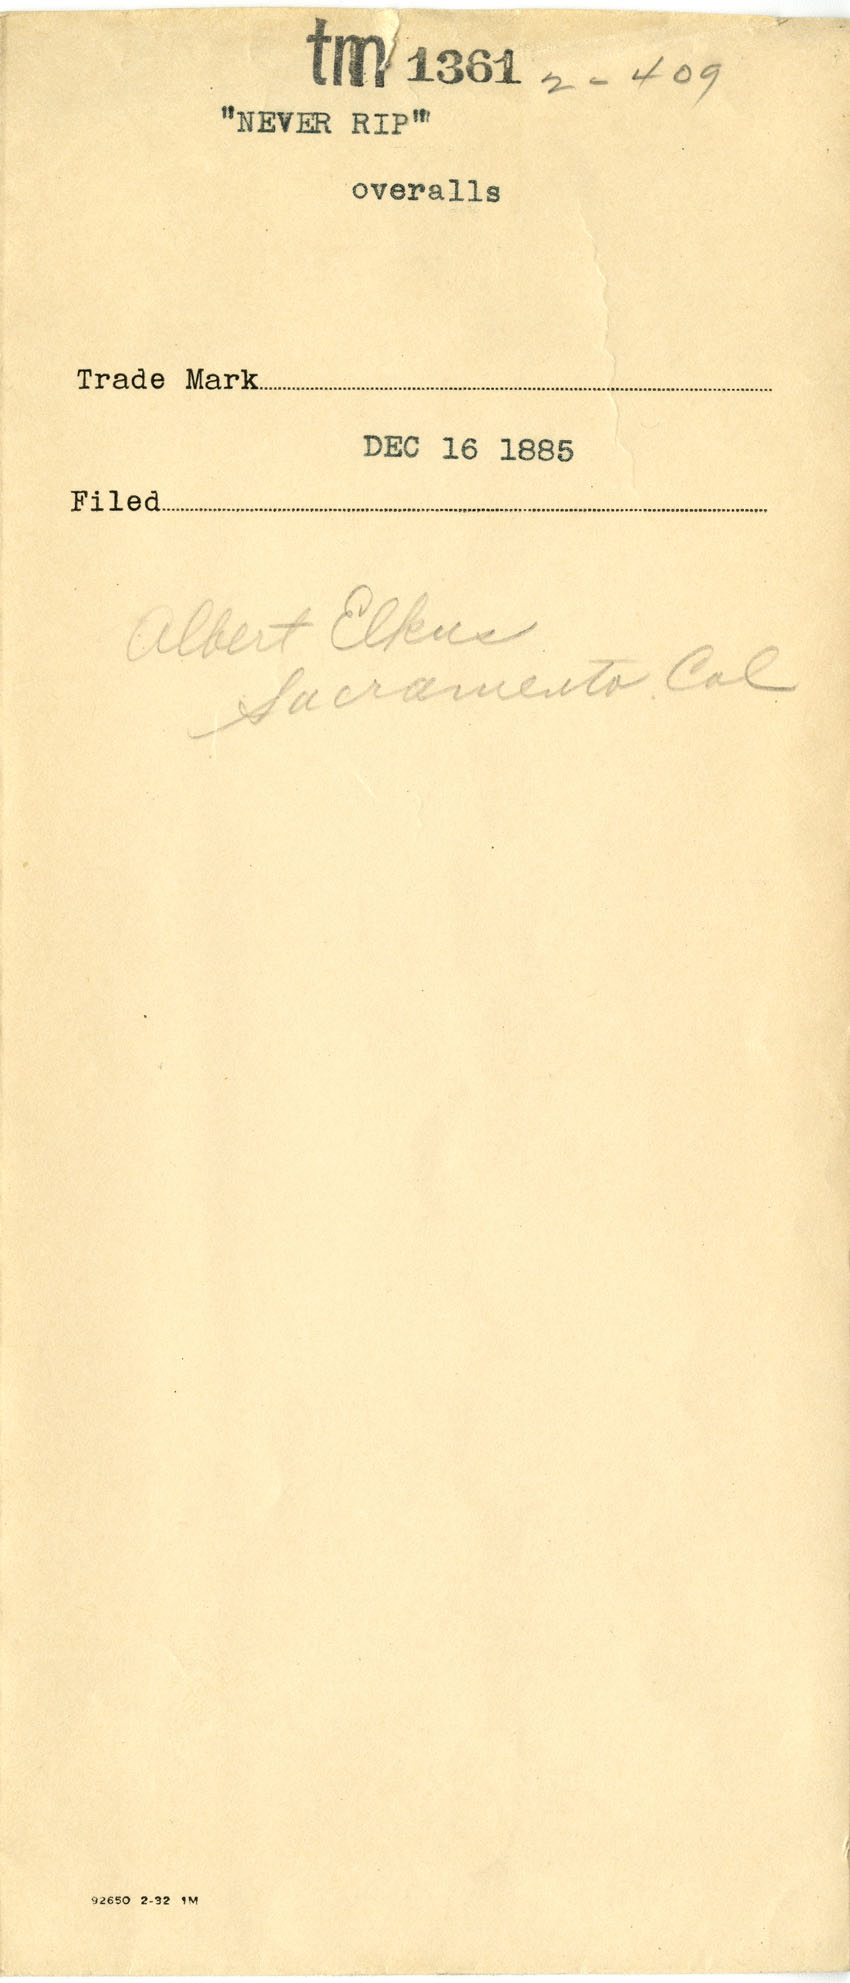 tm 1361 2-409
"NEVER RIP"
overalls
Trade Mark
DEC 16 1885
Filed
Albert Elkus
Sacramento Cal
92650 2-32 1M